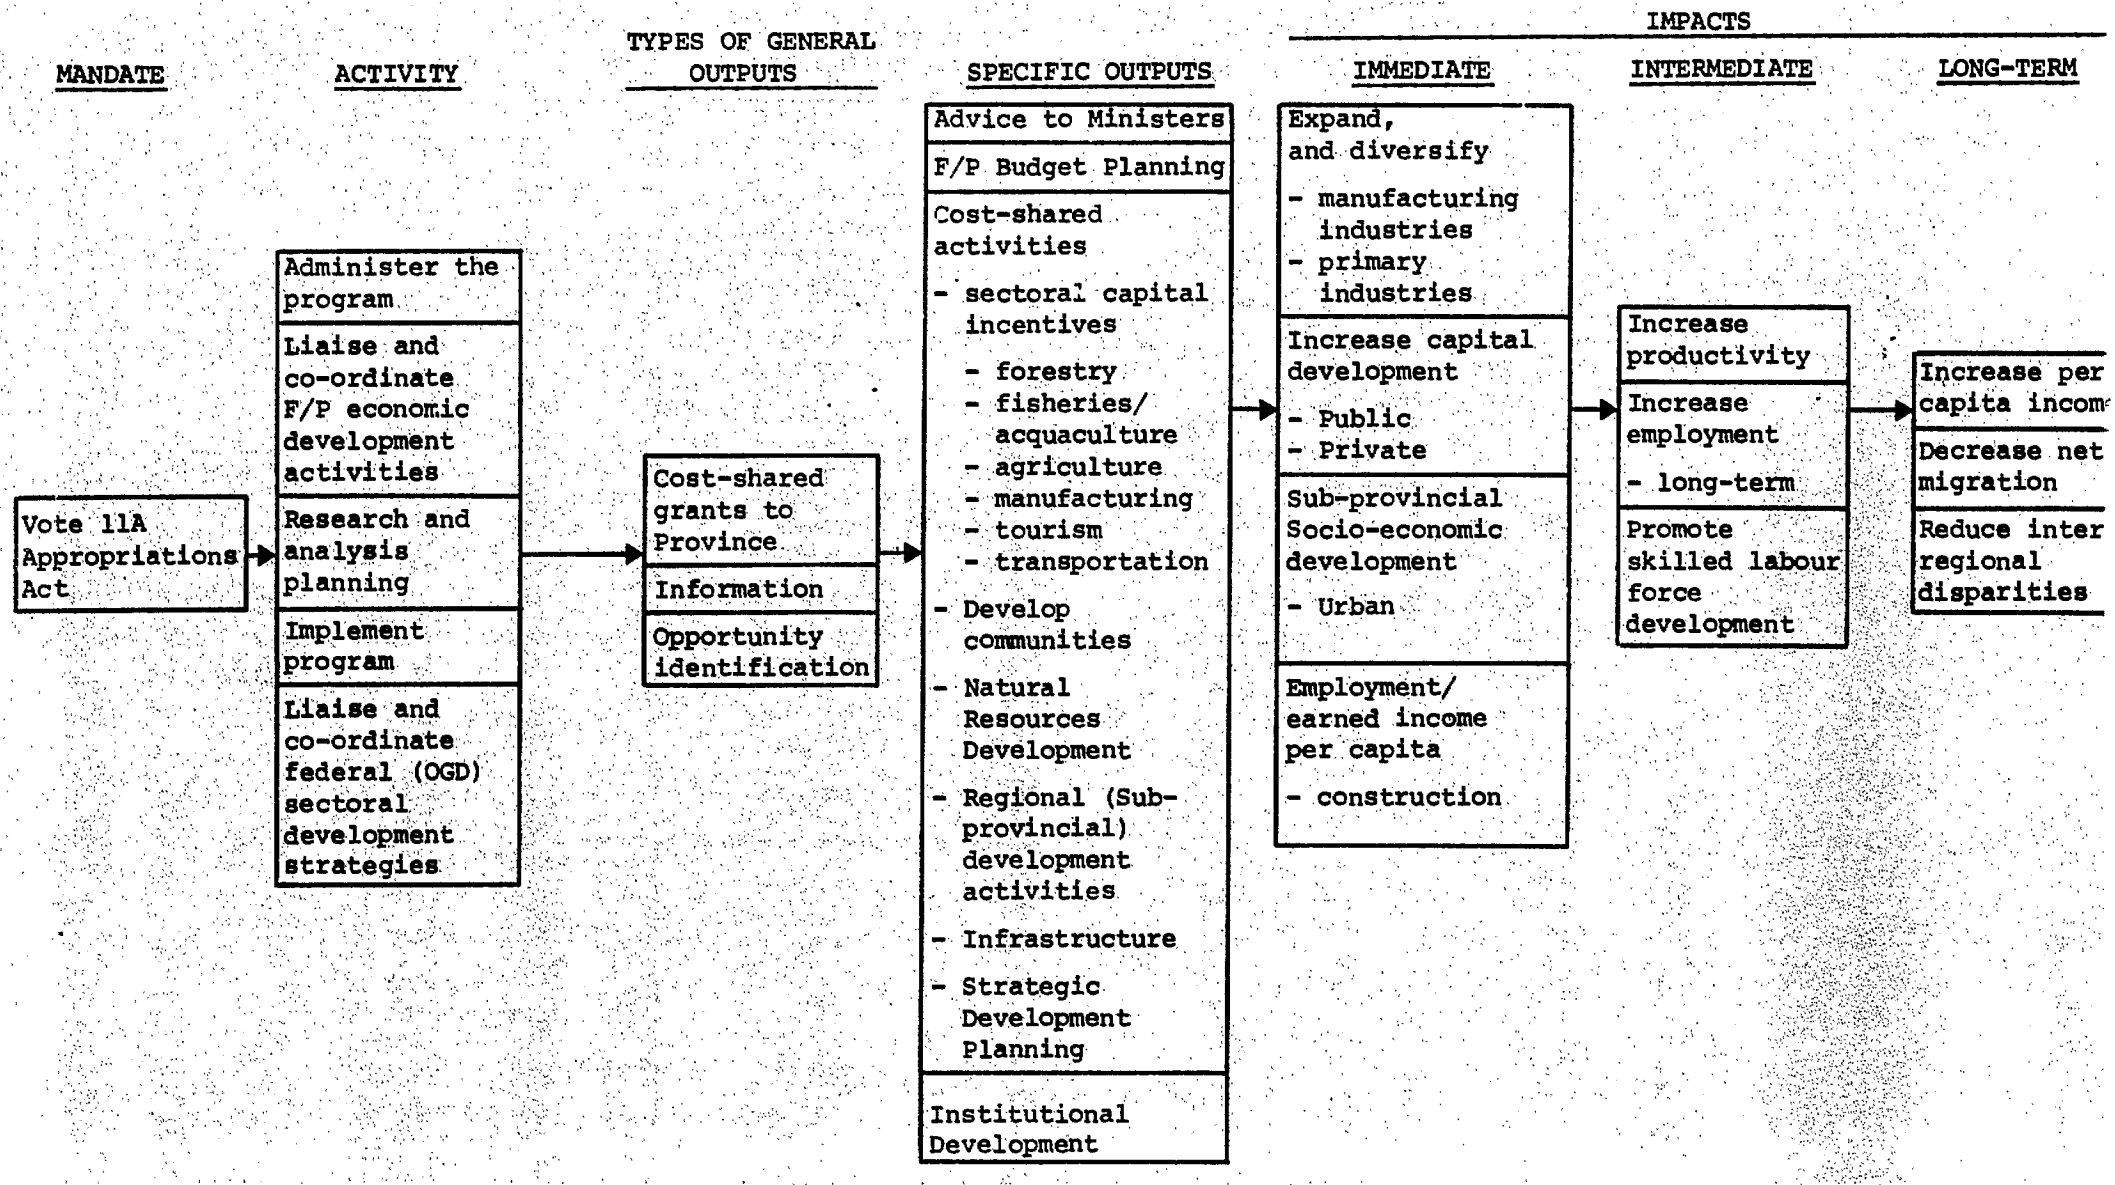 IMPACTS
TYPES OF GENERAL
OUTPUTS
MANDATE
ACTIVITY
SPECIFIC OUTPUTS
IMMEDIATE
INTERMEDIATE
LONG-TERM
Vote 11A
Appropriations
Act
Administer the
program
Liaise and
co-ordinate
F/P economic
development
activities
Research and
analysis
planning
Implement
program
Liaise and
co-ordinate
federal (OGD)
sectoral
development
strategies
Cost-shared
grants to
Province
Information
Opportunity
identification
Advice to Ministers
F/P Budget Planning
Cost-shared
activities
- sectoral capital
incentives
- forestry
- fisheries/
acquaculture
- agriculture
- manufacturing
- tourism
- transportation
- Develop
communities
- Natural
Resources
Development
- Regional (Sub-
provincial)
development
activities
- Infrastructure
- Strategic
Development
Planning
Institutional
Development
Expand,
and diversify
- manufacturing
industries
- primary
industries
Increase capital
development
- Public
- Private
Sub-provincial
Socio-economic
development
- Urban
Employment/
earned income
per capita
- construction
Increase
productivity
Increase
employment
- long-term
Promote
skilled labour
force
development
Increase per
capita incom
Decrease net
migration
Reduce inter
regional
disparities